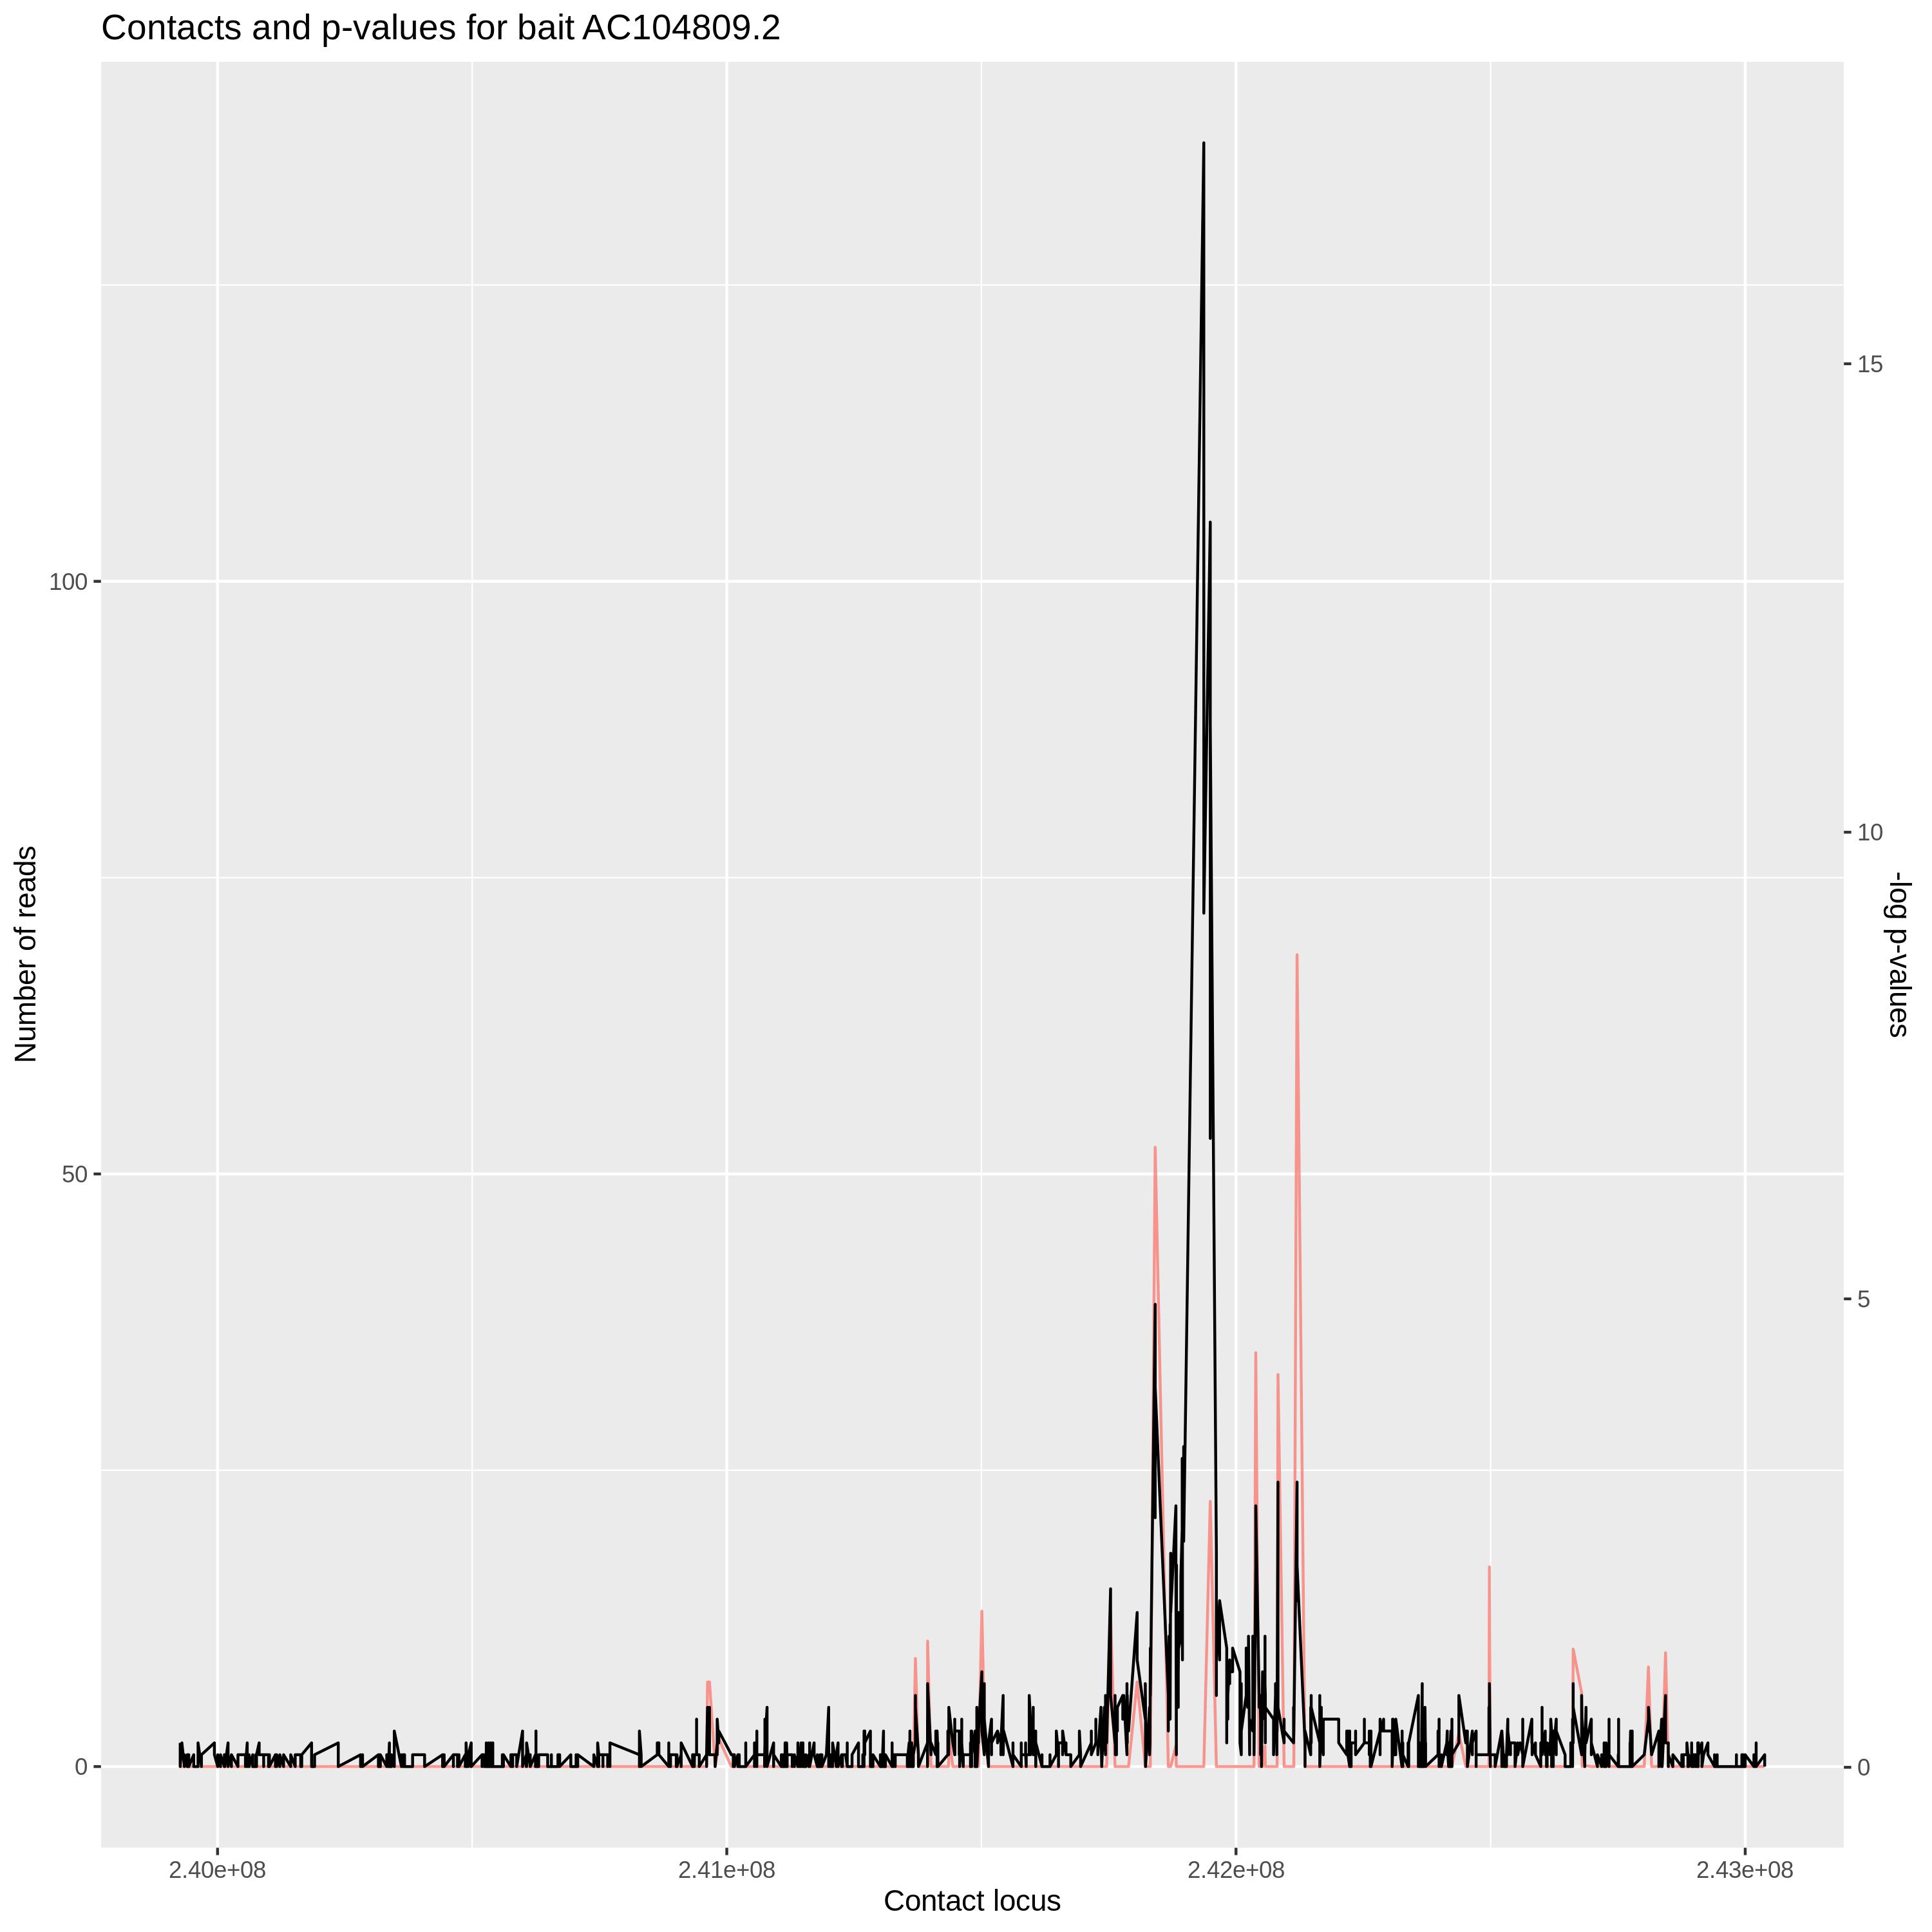 Contacts and p-values for bait AC104809.2
100
50
0
Number of reads
15
10
5
0
-log p-values
2.40e+08
2.41e+08
2.42e+08
2.43e+08
Contact locus